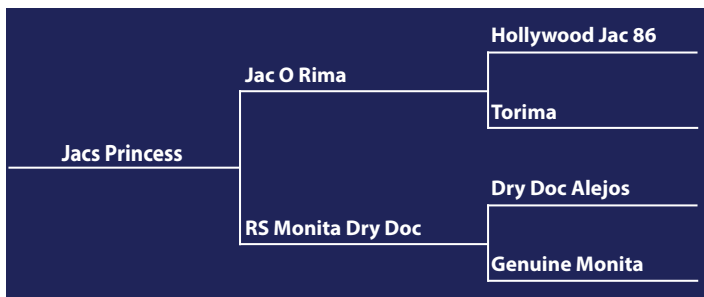 Hollywood Jac 86
Jac O Rima
Torima
Jacs Princess
Dry Doc Alejos
RS Monita Dry Doc
Genuine Monita